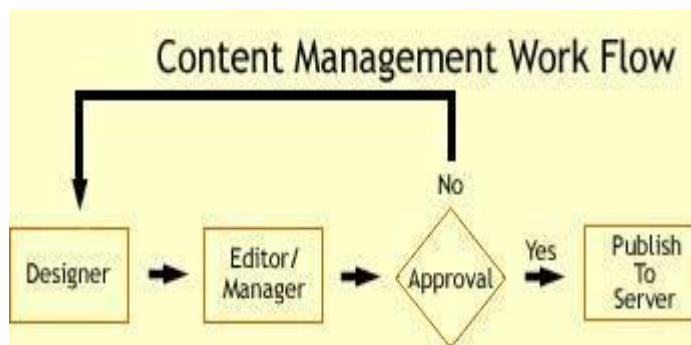 Content Management Work Flow
No
Designer
Editor/
Manager
Approval
Yes
Publish
To
Server